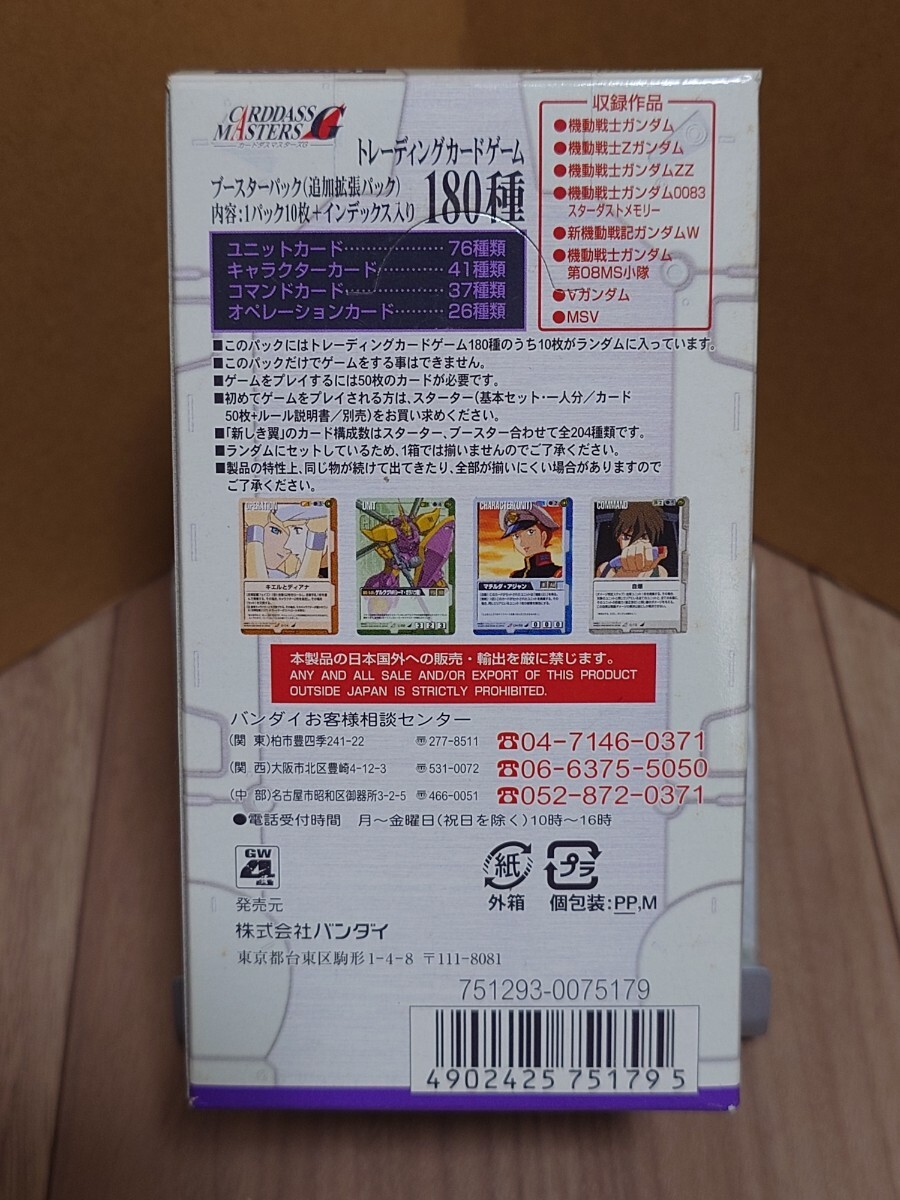 CARDDASS
MASTERS G
カードダスマスターズG
トレーディングカードゲーム
ブースターパック(追加拡張パック)
内容:1パック10枚+インデックス入り 180種
ユニットカード………………76種類
キャラクターカード…………41種類
コマンドカード………………37種類
オペレーションカード………26種類
収録作品
●機動戦士ガンダム
●機動戦士Zガンダム
●機動戦士ガンダムZZ
●機動戦士ガンダム0083
スターダストメモリー
●新機動戦記ガンダムW
●機動戦士ガンダム
第08MS小隊
●∀ガンダム
●MSV
■このパックにはトレーディングカードゲーム180種のうち10枚がランダムに入っています。
■このパックだけでゲームをする事はできません。
■ゲームをプレイするには50枚のカードが必要です。
■初めてゲームをプレイされる方は、スターター(基本セット・一人分/カード
50枚+ルール説明書/別売)をお買い求めください。
■「新しき翼」のカード構成数はスターター、ブースター合わせて全204種類です。
■ランダムにセットしているため、1箱では揃いませんのでご了承ください。
■製品の特性上、同じ物が続けて出てきたり、全部が揃いにくい場合がありますので
ご了承ください。
OPERATION
キエルとディアナ
UNIT
CHARACTER(UNIT)
マチルダ・アジャン
COMMAND
自爆
本製品の日本国外への販売・輸出を厳に禁じます。
ANY AND ALL SALE AND/OR EXPORT OF THIS PRODUCT
OUTSIDE JAPAN IS STRICTLY PROHIBITED.
バンダイお客様相談センター
(関 東)柏市豊四季241-22 〒277-8511 ☎04-7146-0371
(関 西)大阪市北区豊崎4-12-3 〒531-0072 ☎06-6375-5050
(中 部)名古屋市昭和区御器所3-2-5 〒466-0051 ☎052-872-0371
●電話受付時間 月〜金曜日(祝日を除く)10時〜16時
GW
紙
外箱
プラ
個包装:PP,M
発売元
株式会社バンダイ
東京都台東区駒形1-4-8 〒111-8081
751293-0075179
4902425 751795